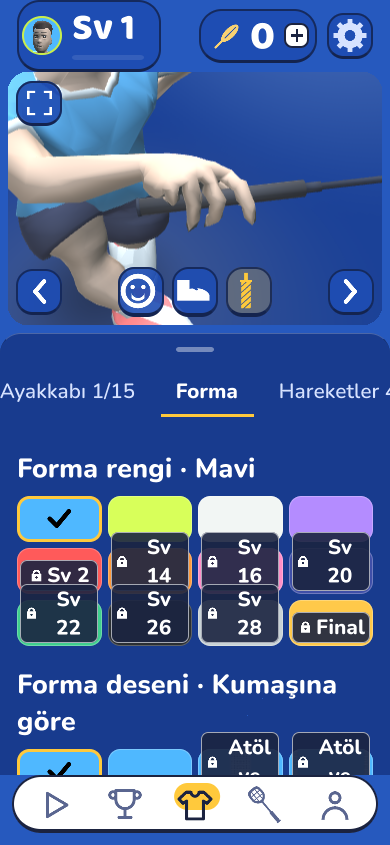 Sv 1
0
Ayakkabı 1/15
Forma
Hareketler 4
Forma rengi · Mavi
Sv 14
Sv 16
Sv 20
Sv 2
Sv 22
Sv 26
Sv 28
Final
Forma deseni · Kumaşına
göre
Atöl
Atöl